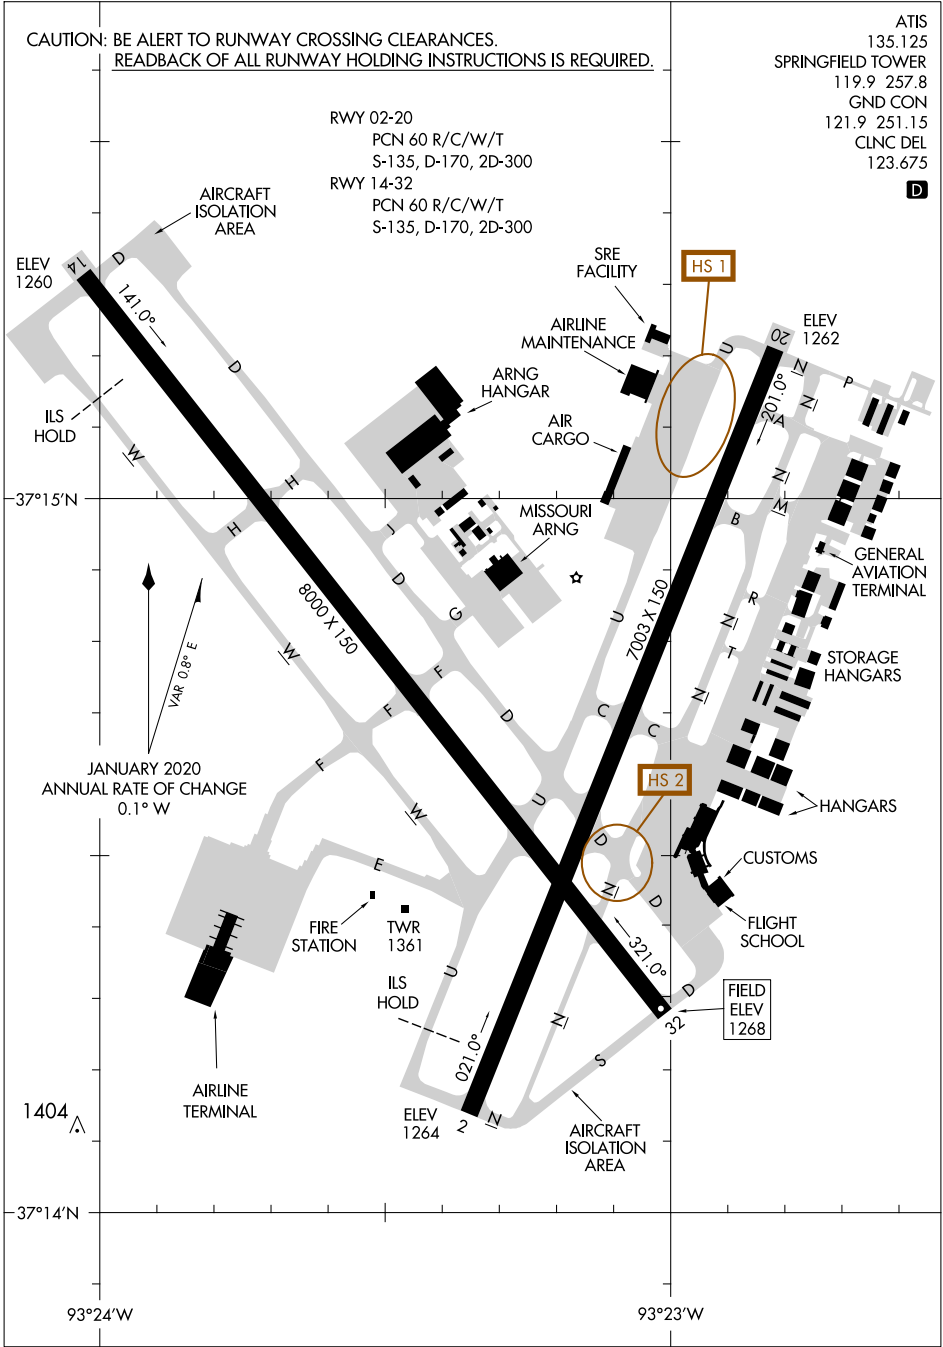 CAUTION: BE ALERT TO RUNWAY CROSSING CLEARANCES.
READBACK OF ALL RUNWAY HOLDING INSTRUCTIONS IS REQUIRED.
ATIS
135.125
SPRINGFIELD TOWER
119.9 257.8
GND CON
121.9 251.15
CLNC DEL
123.675
D
RWY 02-20
PCN 60 R/C/W/T
S-135, D-170, 2D-300
RWY 14-32
PCN 60 R/C/W/T
S-135, D-170, 2D-300
AIRCRAFT
ISOLATION
AREA
ELEV
1260
14
D
141.0°
D
ILS
HOLD
W
H
H
J
D
G
SRE
FACILITY
HS 1
AIRLINE
MAINTENANCE
ARNG
HANGAR
AIR
CARGO
MISSOURI
ARNG
ELEV
1262
20
U
N
P
N
A
201.0°
N
M
B
37°15'N
GENERAL
AVIATION
TERMINAL
R
N
T
N
STORAGE
HANGARS
8000 X 150
7003 X 150
U
W
F
F
F
D
C
C
VAR 0.8° E
JANUARY 2020
ANNUAL RATE OF CHANGE
0.1° W
HS 2
HANGARS
U
D
W
E
N
D
CUSTOMS
FLIGHT
SCHOOL
FIRE
STATION
TWR
1361
321.0°
U
ILS
HOLD
D
FIELD
ELEV
1268
32
N
S
021.0°
AIRLINE
TERMINAL
1404
ELEV
1264
2
N
AIRCRAFT
ISOLATION
AREA
37°14'N
93°24'W
93°23'W